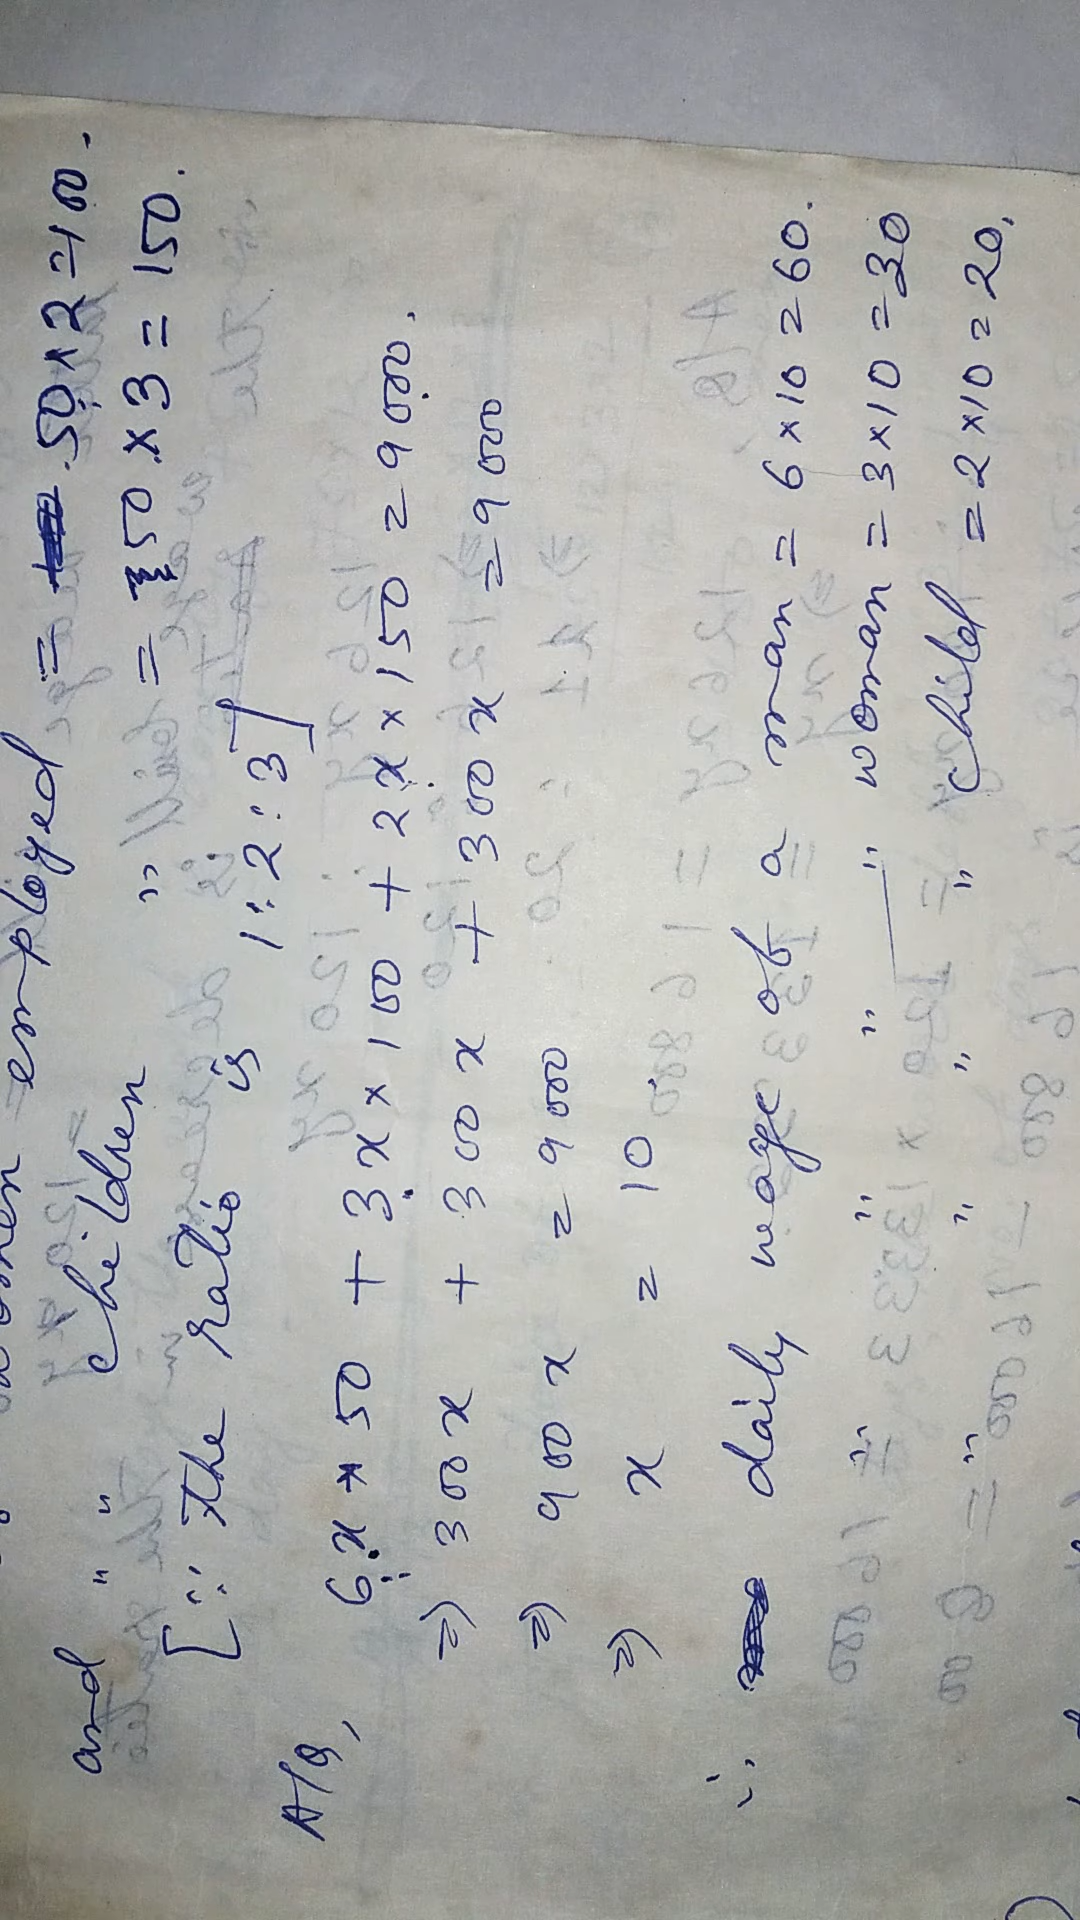 women employed = 50 × 2 = 100.
and " " children " = 50 × 3 = 150.
[∵ the ratio is 1:2:3]
A/Q, 6x × 50 + 3x × 100 + 2x × 150 = 9000.
⇒ 300x + 300x + 300x = 9000
⇒ 900x = 9000
⇒ x = 10
∴ daily wage of a man = 6 × 10 = 60.
" " " " woman = 3 × 10 = 30
" " " " child = 2 × 10 = 20.